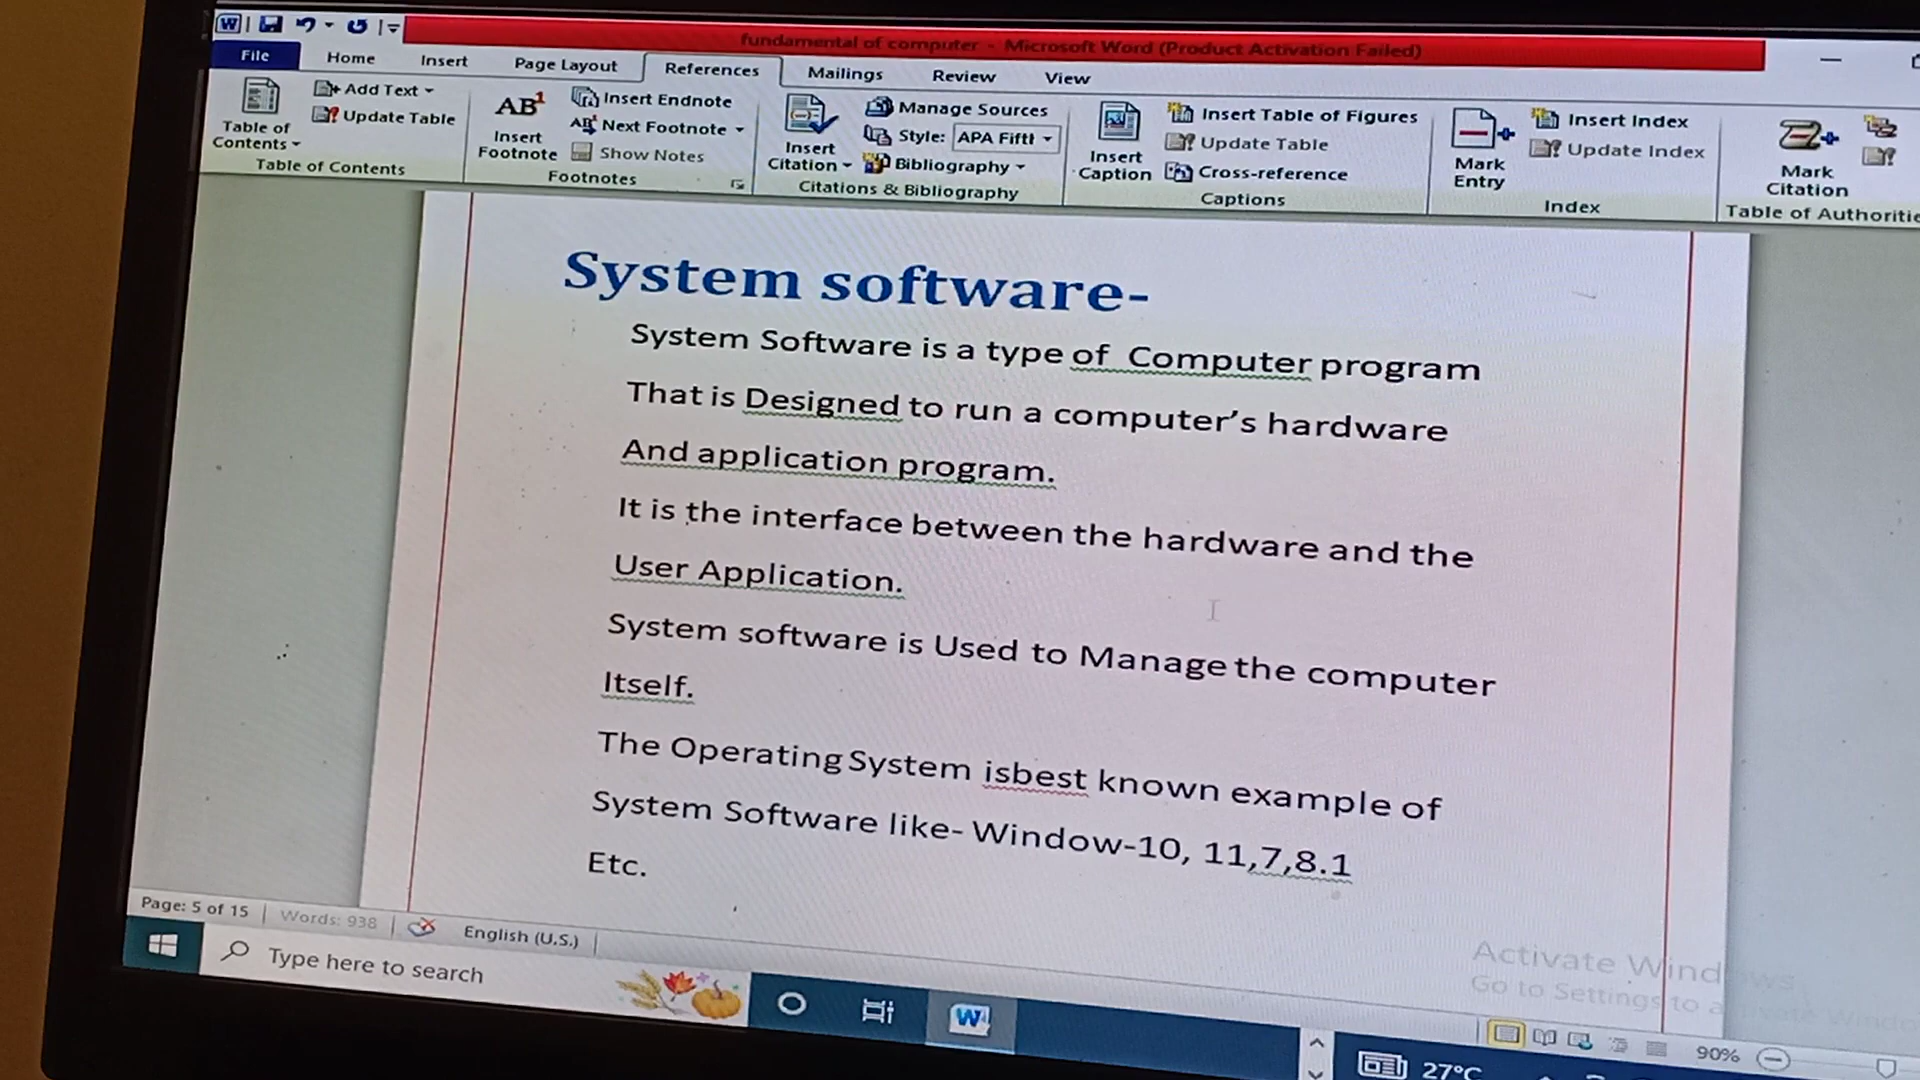 fundamental of computer - Microsoft Word (Product Activation Failed)
File Home Insert Page Layout References Mailings Review View
Table of Contents
Add Text
Update Table
Table of Contents
AB1
Insert Footnote
Insert Endnote
Next Footnote
Show Notes
Footnotes
Insert Citation
Manage Sources
Style: APA Fifth
Bibliography
Citations & Bibliography
Insert Caption
Insert Table of Figures
Update Table
Cross-reference
Captions
Mark Entry
Insert Index
Update Index
Index
Mark Citation
Table of Authoritie
System software-
System Software is a type of Computer program
That is Designed to run a computer’s hardware
And application program.
It is the interface between the hardware and the
User Application.
System software is Used to Manage the computer
Itself.
The Operating System isbest known example of
System Software like- Window-10, 11,7,8.1
Etc.
Activate Windows
Go to Settings to activate Windo
Page: 5 of 15 Words: 938 English (U.S.)
90%
Type here to search
27°C